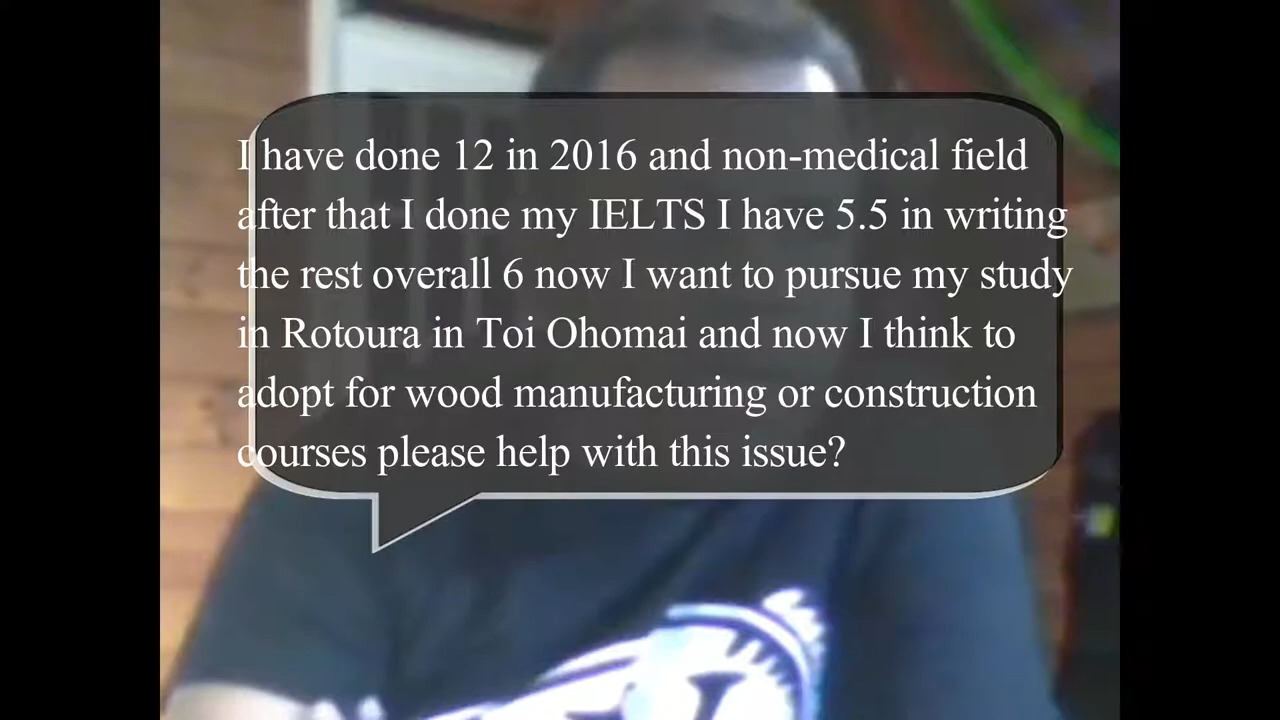 I have done 12 in 2016 and non-medical field
after that I done my IELTS I have 5.5 in writing
the rest overall 6 now I want to pursue my study
in Rotoura in Toi Ohomai and now I think to
adopt for wood manufacturing or construction
courses please help with this issue?